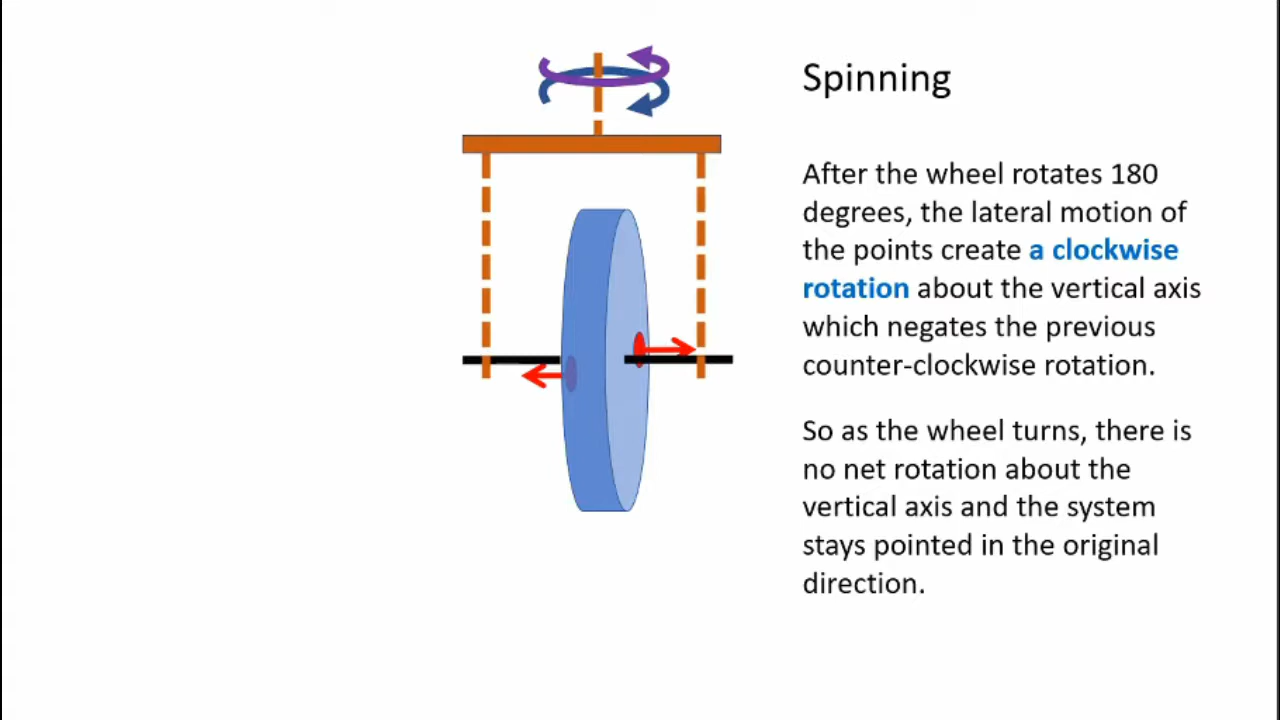 Spinning
After the wheel rotates 180
degrees, the lateral motion of
the points create a clockwise
rotation about the vertical axis
which negates the previous
counter-clockwise rotation.
So as the wheel turns, there is
no net rotation about the
vertical axis and the system
stays pointed in the original
direction.